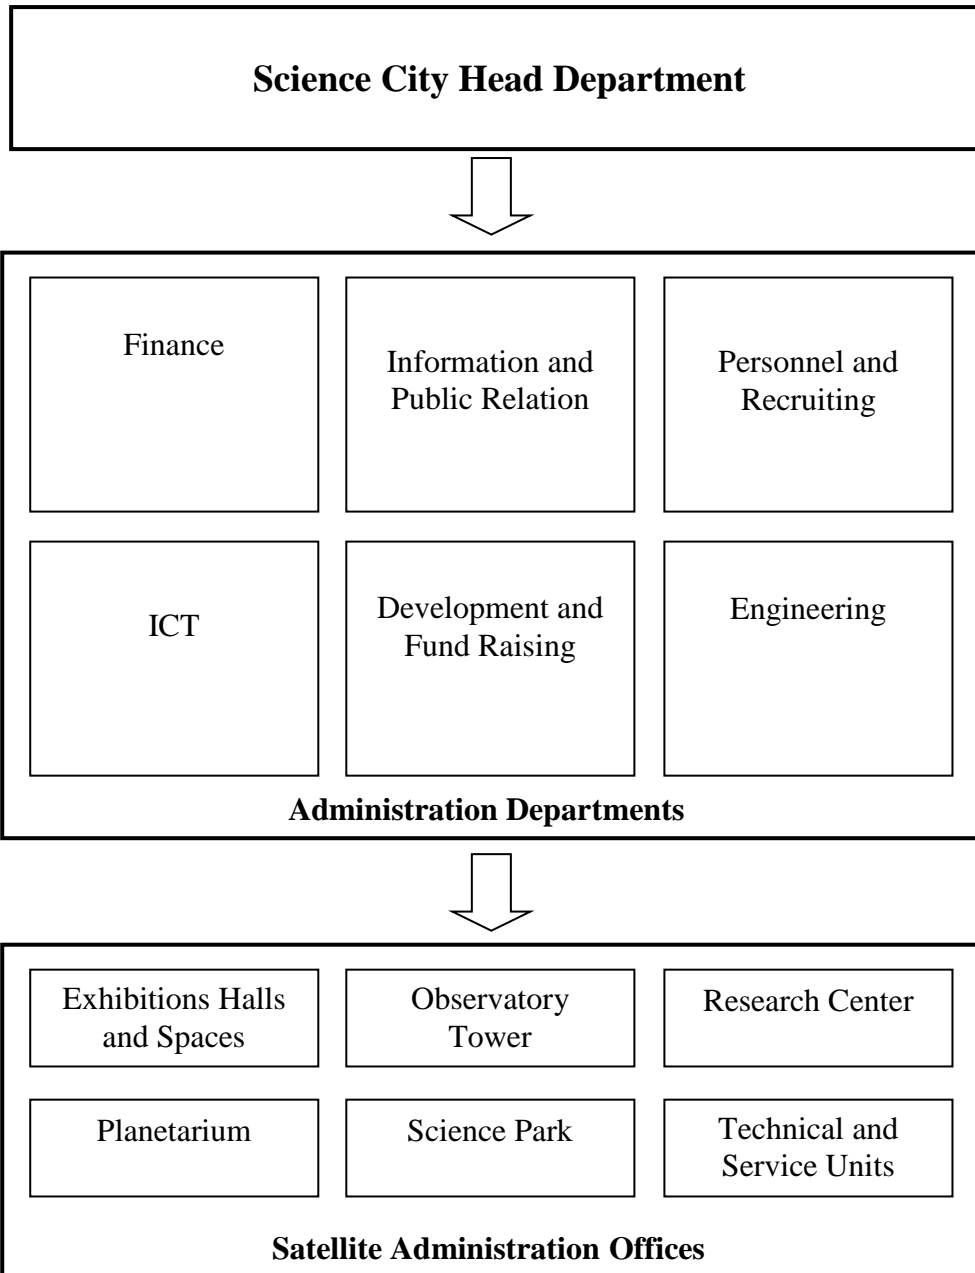 Science City Head Department
Finance
Information and
Public Relation
Personnel and
Recruiting
ICT
Development and
Fund Raising
Engineering
Administration Departments
Exhibitions Halls
and Spaces
Observatory
Tower
Research Center
Planetarium
Science Park
Technical and
Service Units
Satellite Administration Offices